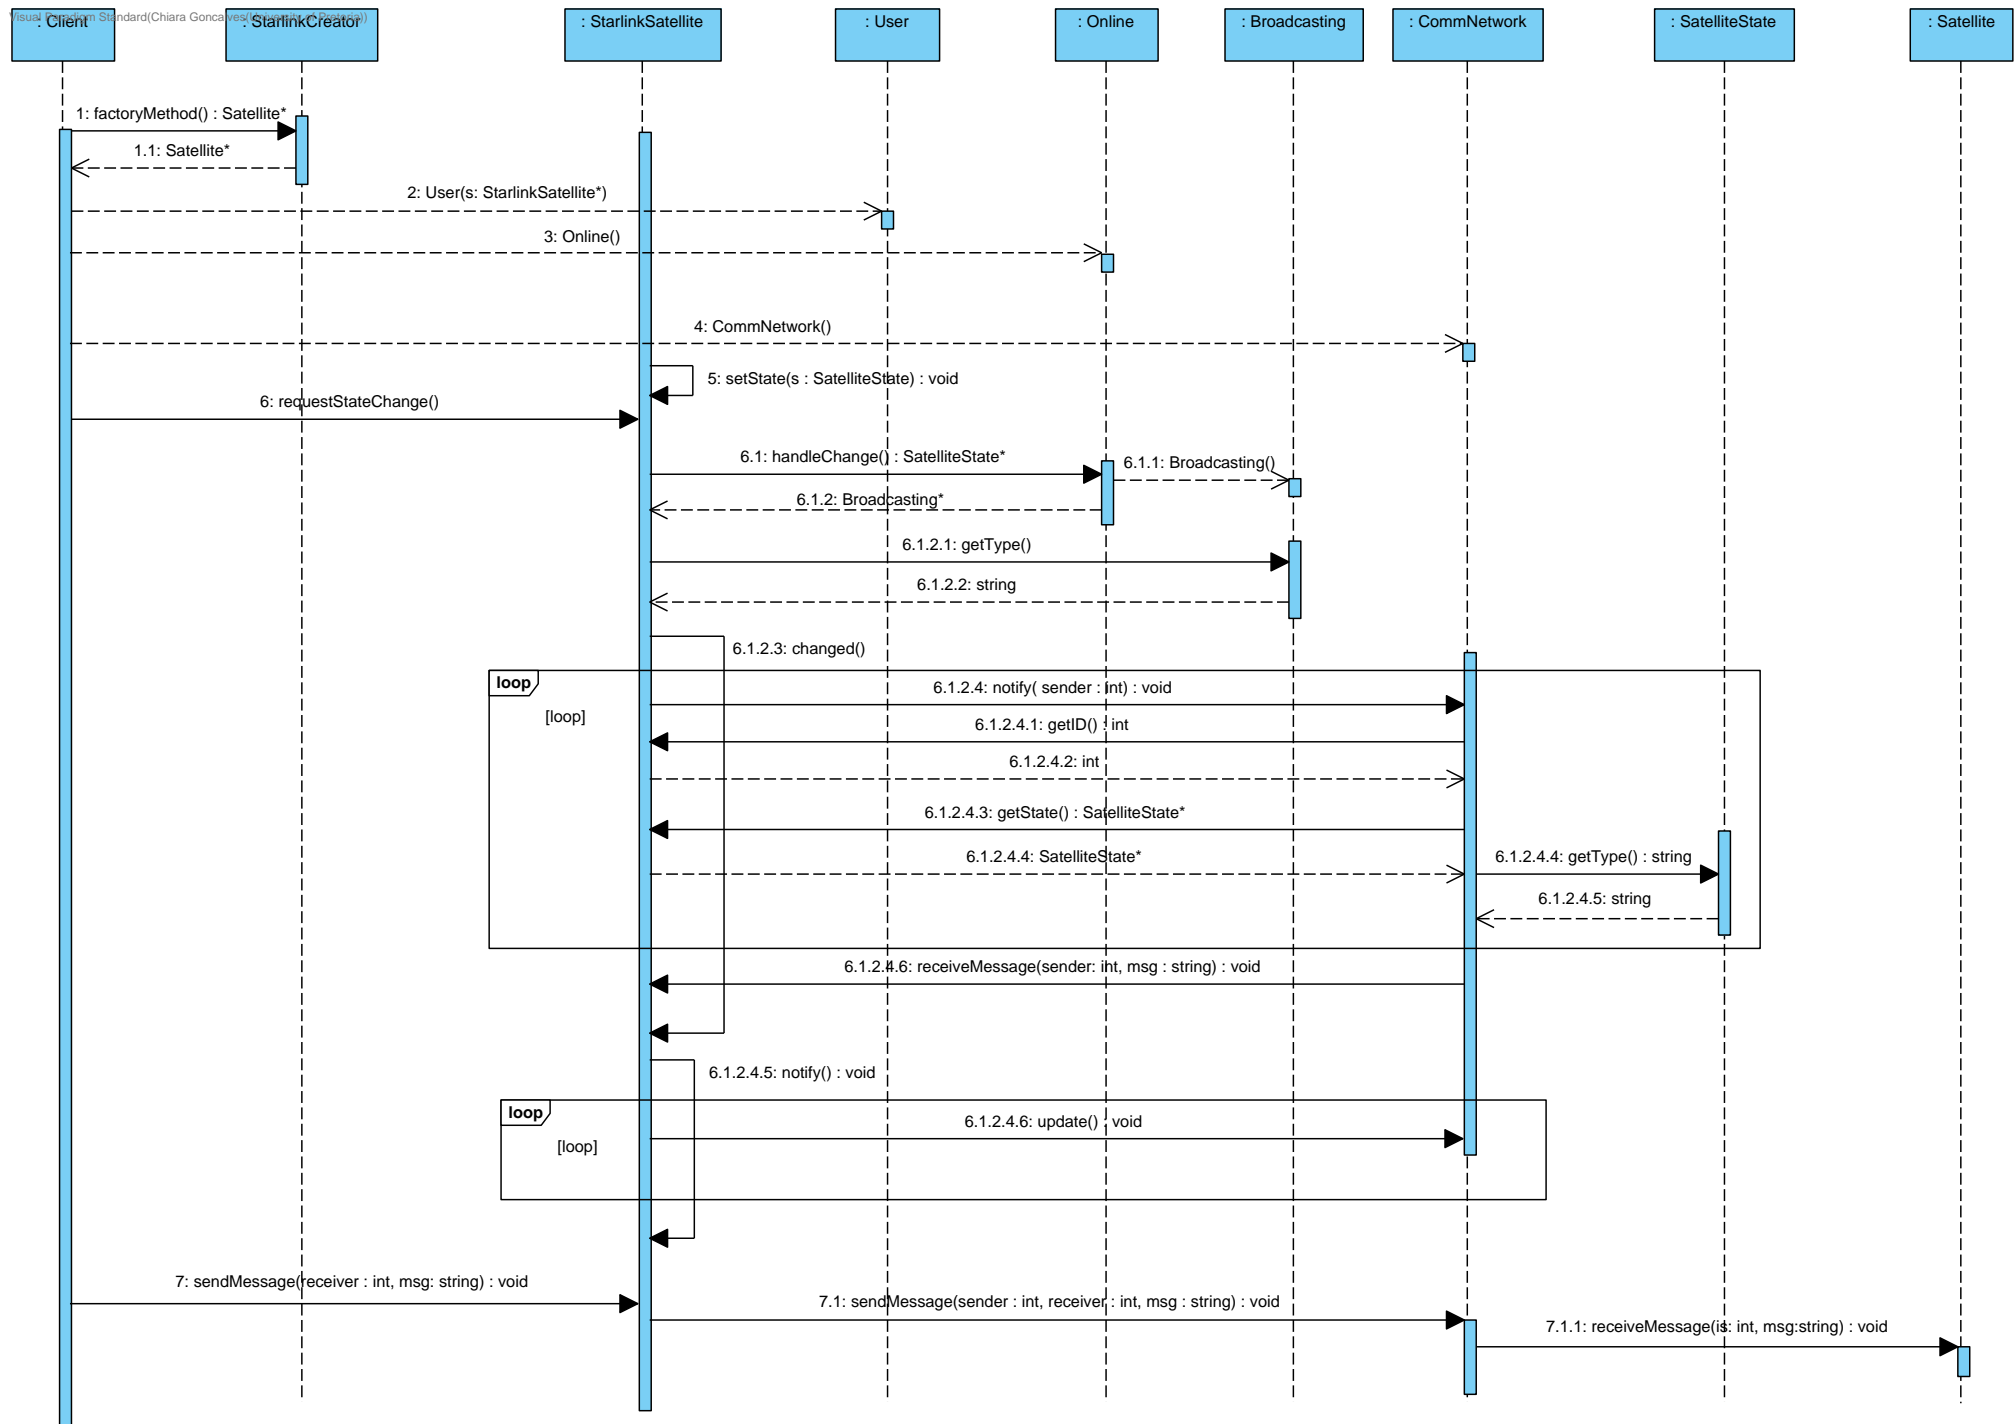 Visual Paradigm Standard(Chiara Goncalves(University of Pretoria))
: Client
: StarlinkCreator
: StarlinkSatellite
: User
: Online
: Broadcasting
: CommNetwork
: SatelliteState
: Satellite
1: factoryMethod() : Satellite*
1.1: Satellite*
2: User(s: StarlinkSatellite*)
3: Online()
4: CommNetwork()
5: setState(s : SatelliteState) : void
6: requestStateChange()
6.1: handleChange() : SatelliteState*
6.1.1: Broadcasting()
6.1.2: Broadcasting*
6.1.2.1: getType()
6.1.2.2: string
6.1.2.3: changed()
loop
[loop]
6.1.2.4: notify( sender : int) : void
6.1.2.4.1: getID() : int
6.1.2.4.2: int
6.1.2.4.3: getState() : SatelliteState*
6.1.2.4.4: SatelliteState*
6.1.2.4.4: getType() : string
6.1.2.4.5: string
6.1.2.4.6: receiveMessage(sender: int, msg : string) : void
6.1.2.4.5: notify() : void
loop
[loop]
6.1.2.4.6: update() : void
7: sendMessage(receiver : int, msg: string) : void
7.1: sendMessage(sender : int, receiver : int, msg : string) : void
7.1.1: receiveMessage(is: int, msg:string) : void